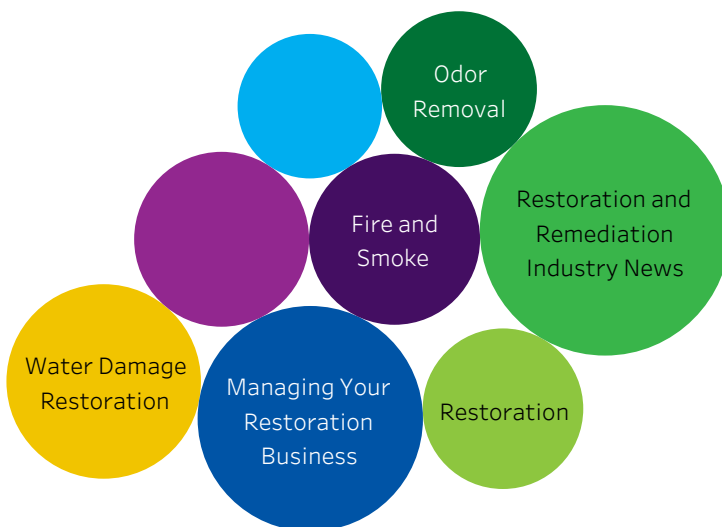 Odor
Removal
Restoration and
Remediation
Industry News
Fire and
Smoke
Water Damage
Restoration
Managing Your
Restoration
Business
Restoration